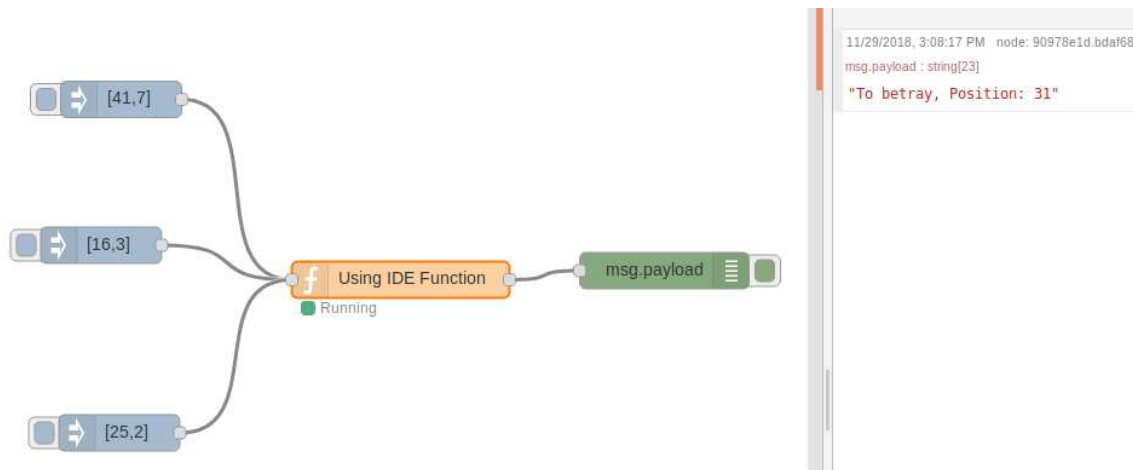 [41,7]
[16,3]
Using IDE Function
Running
[25,2]
msg.payload
11/29/2018, 3:08:17 PM node: 90978e1d.bdaf68
msg.payload : string[23]
"To betray, Position: 31"